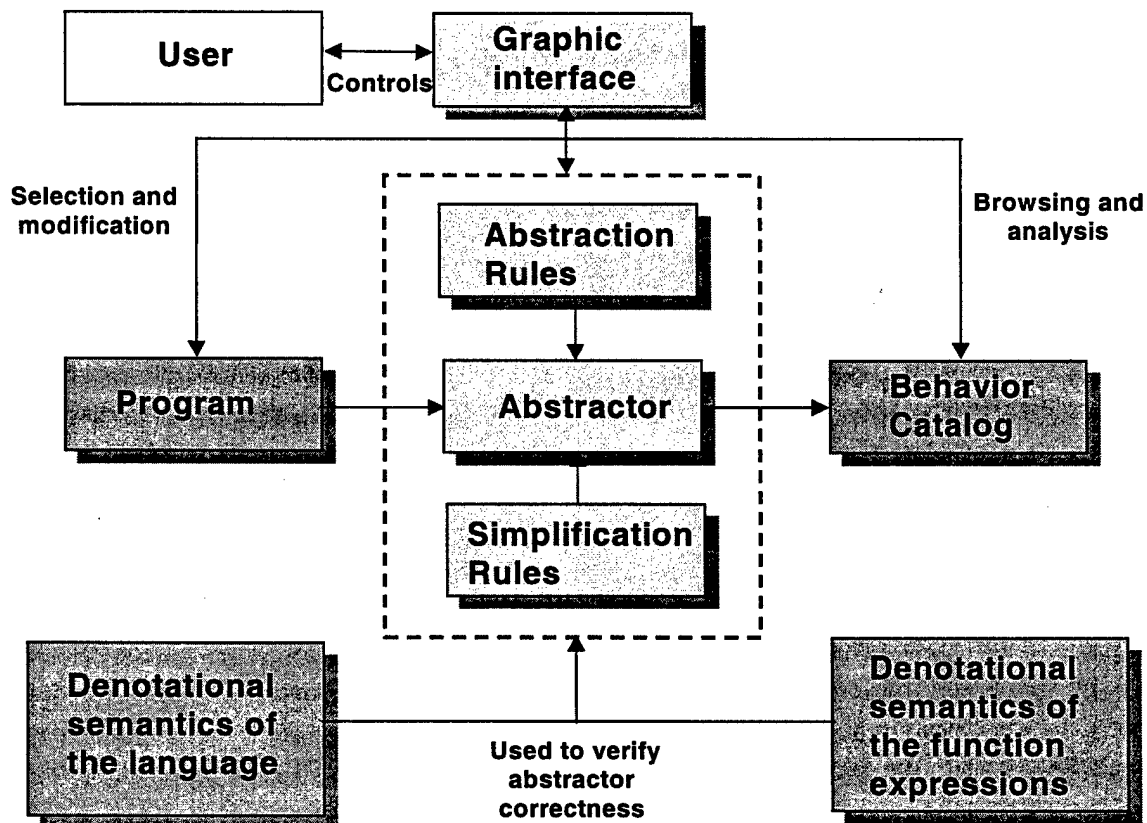 User
Controls
Graphic
interface
Selection and
modification
Browsing and
analysis
Abstraction
Rules
Program
Abstractor
Behavior
Catalog
Simplification
Rules
Denotational
semantics of
the language
Used to verify
abstractor
correctness
Denotational
semantics of
the function
expressions